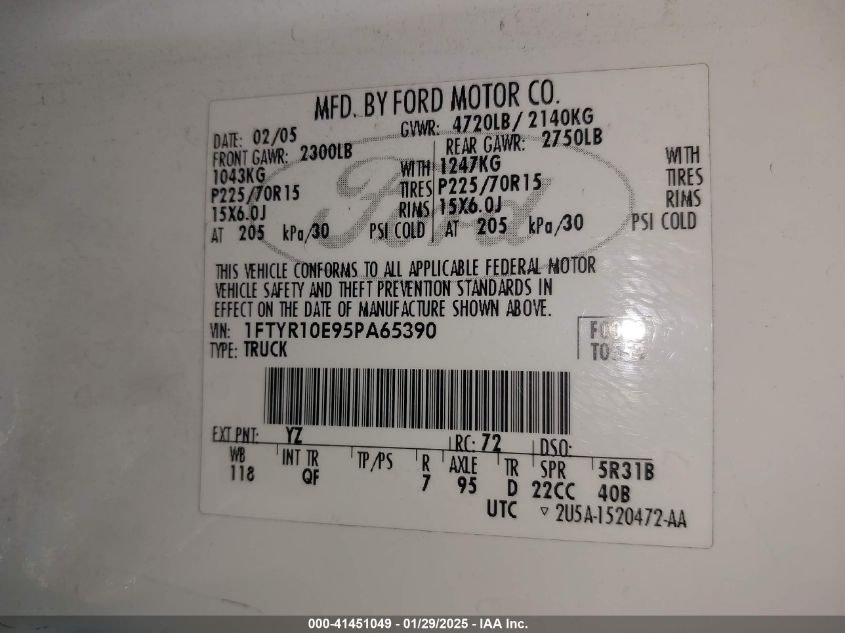 MFD. BY FORD MOTOR CO.
DATE: 02/05 GVWR: 4720LB/ 2140KG
FRONT GAWR: 2300LB REAR GAWR: 2750LB
1043KG WITH 1247KG WITH
P225/70R15 TIRES P225/70R15 TIRES
15X6.0J RIMS 15X6.0J RIMS
AT 205 kPa/30 PSI COLD AT 205 kPa/30 PSI COLD
Ford
THIS VEHICLE CONFORMS TO ALL APPLICABLE FEDERAL MOTOR
VEHICLE SAFETY AND THEFT PREVENTION STANDARDS IN
EFFECT ON THE DATE OF MANUFACTURE SHOWN ABOVE.
VIN: 1FTYR10E95PA65390
TYPE: TRUCK
EXT PNT: YZ RC: 72 DSO:
WB INT TR TP/PS R AXLE TR SPR 5R31B
118 QF 7 95 D 22CC 40B
UTC ▽ 2U5A-1520472-AA
000-41451049 - 01/29/2025 - IAA Inc.